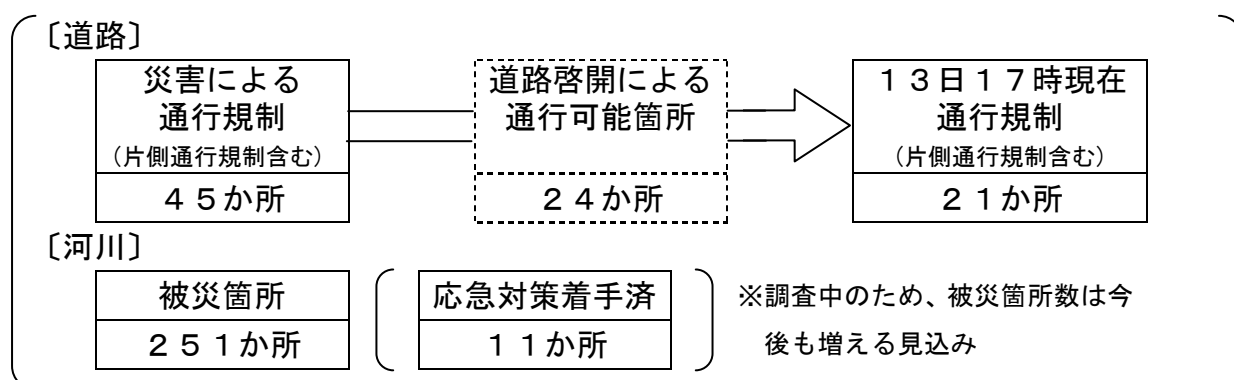 〔道路〕
災害による
通行規制
（片側通行規制含む）
４５か所
道路啓開による
通行可能箇所
２４か所
１３日１７時現在
通行規制
（片側通行規制含む）
２１か所
〔河川〕
被災箇所
２５１か所
応急対策着手済
１１か所
※調査中のため、被災箇所数は今
後も増える見込み